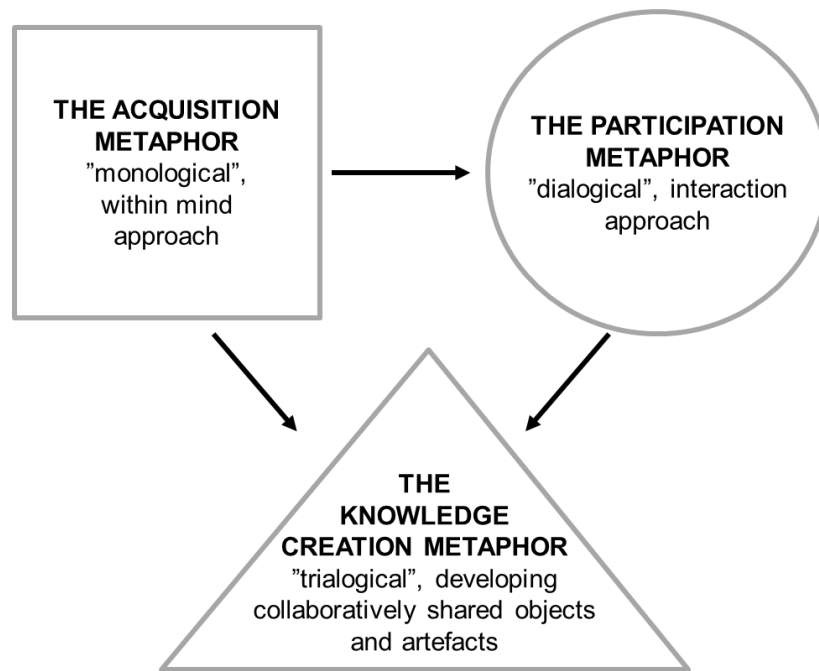 THE ACQUISITION
METAPHOR
”monological”,
within mind
approach
THE PARTICIPATION
METAPHOR
”dialogical”, interaction
approach
THE
KNOWLEDGE
CREATION METAPHOR
”trialogical”, developing
collaboratively shared objects
and artefacts